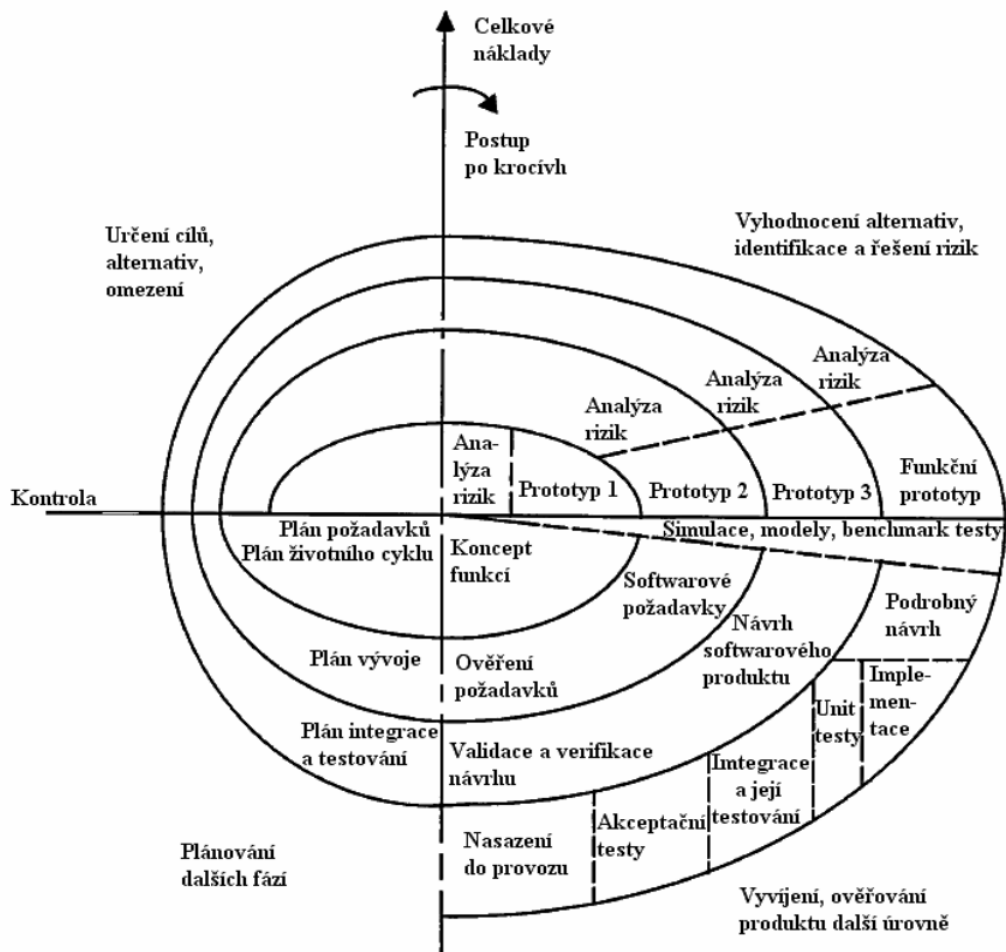 Celkové
náklady
Postup
po krocívh
Určení cílů,
alternativ,
omezení
Vyhodnocení alternativ,
identifikace a řešení rizik
Analýza
rizik
Analýza
rizik
Analýza
rizik
Ana-
lýza
rizik
Prototyp 1
Prototyp 2
Prototyp 3
Funkční
prototyp
Kontrola
Simulace, modely, benchmark testy
Plán požadavků
Plán životního cyklu
Koncept
funkcí
Softwarové
požadavky
Návrh
softwarového
produktu
Podrobný
návrh
Plán vývoje
Ověření
požadavků
Imple-
men-
tace
Unit
testy
Plán integrace
a testování
Validace a verifikace
návrhu
Imtegrace
a její
testování
Akceptační
testy
Nasazení
do provozu
Plánování
dalších fází
Vyvíjení, ověřování
produktu další úrovně